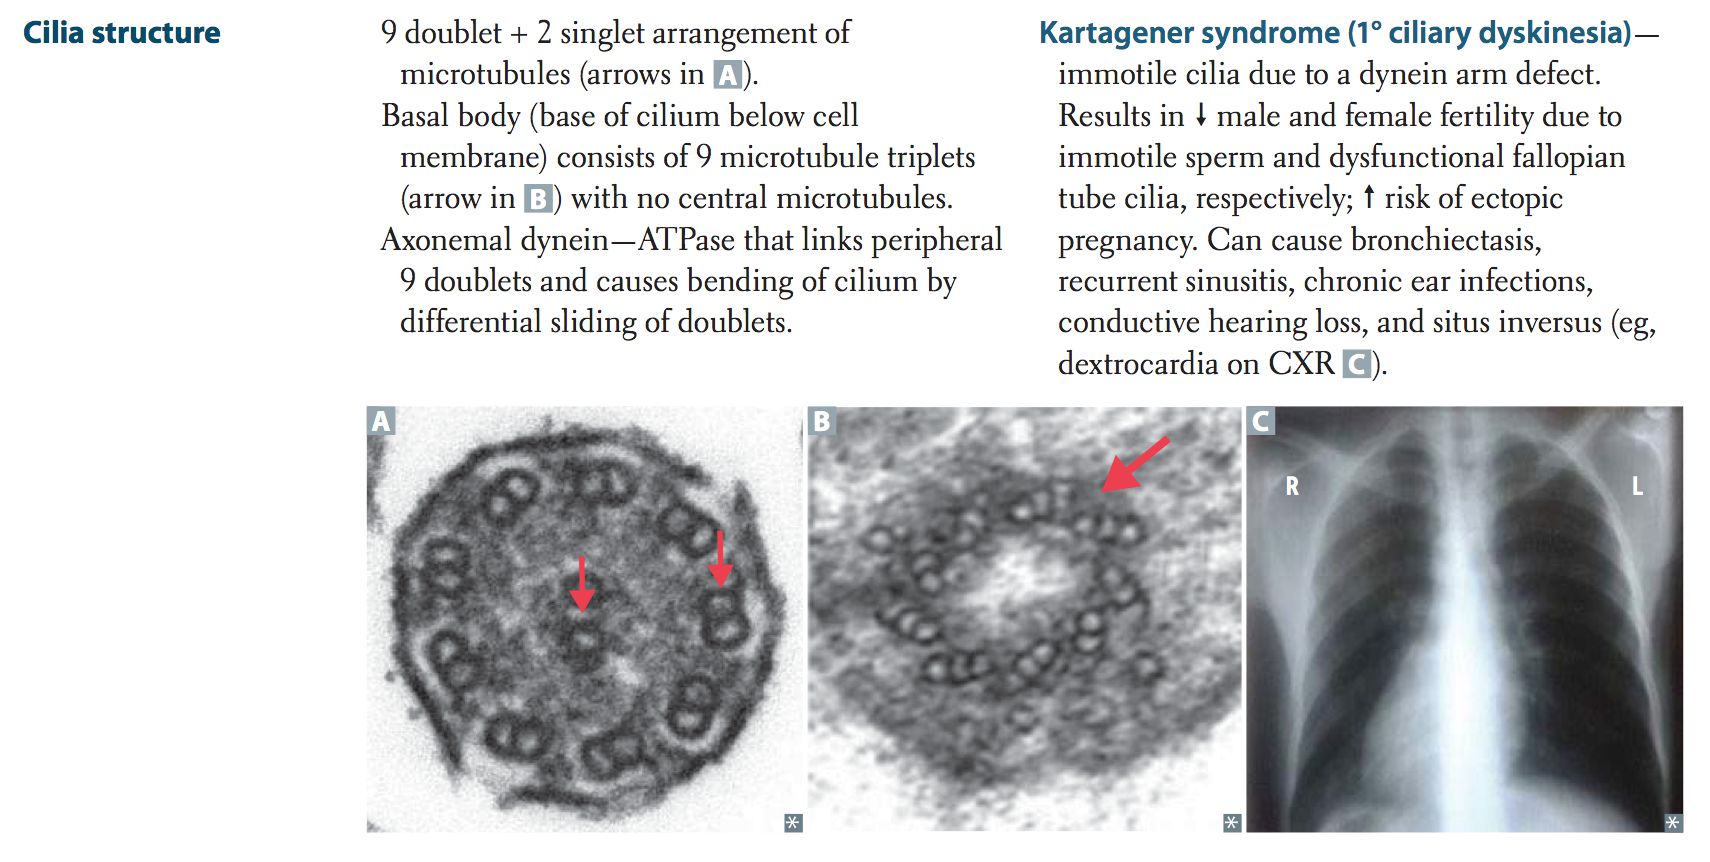 Cilia structure
9 doublet + 2 singlet arrangement of
microtubules (arrows in A).
Basal body (base of cilium below cell
membrane) consists of 9 microtubule triplets
(arrow in B) with no central microtubules.
Axonemal dynein—ATPase that links peripheral
9 doublets and causes bending of cilium by
differential sliding of doublets.
Kartagener syndrome (1° ciliary dyskinesia)—
immotile cilia due to a dynein arm defect.
Results in ↓ male and female fertility due to
immotile sperm and dysfunctional fallopian
tube cilia, respectively; ↑ risk of ectopic
pregnancy. Can cause bronchiectasis,
recurrent sinusitis, chronic ear infections,
conductive hearing loss, and situs inversus (eg,
dextrocardia on CXR C).
A
B
C
R
L